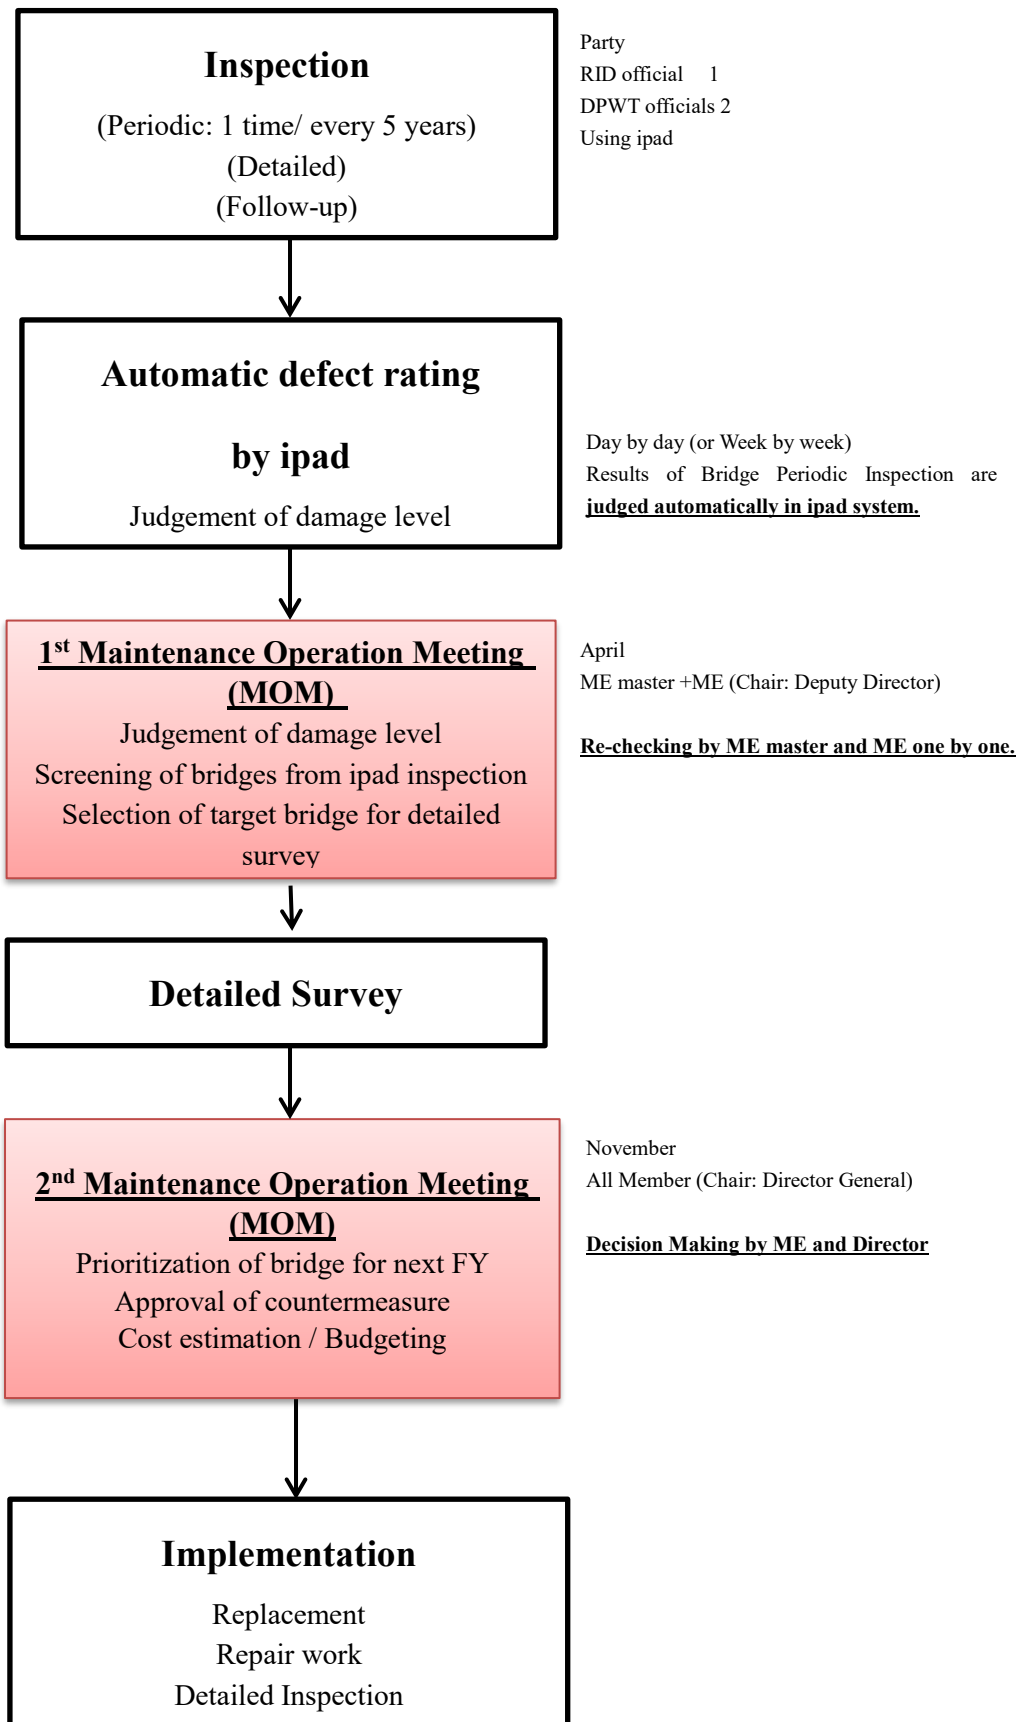 Inspection
(Periodic: 1 time/ every 5 years)
(Detailed)
(Follow-up)
Party
RID official 1
DPWT officials 2
Using ipad
Automatic defect rating
by ipad
Judgement of damage level
Day by day (or Week by week)
Results of Bridge Periodic Inspection are
judged automatically in ipad system.
1st Maintenance Operation Meeting
(MOM)
Judgement of damage level
Screening of bridges from ipad inspection
Selection of target bridge for detailed
survey
April
ME master +ME (Chair: Deputy Director)
Re-checking by ME master and ME one by one.
Detailed Survey
2nd Maintenance Operation Meeting
(MOM)
Prioritization of bridge for next FY
Approval of countermeasure
Cost estimation / Budgeting
November
All Member (Chair: Director General)
Decision Making by ME and Director
Implementation
Replacement
Repair work
Detailed Inspection